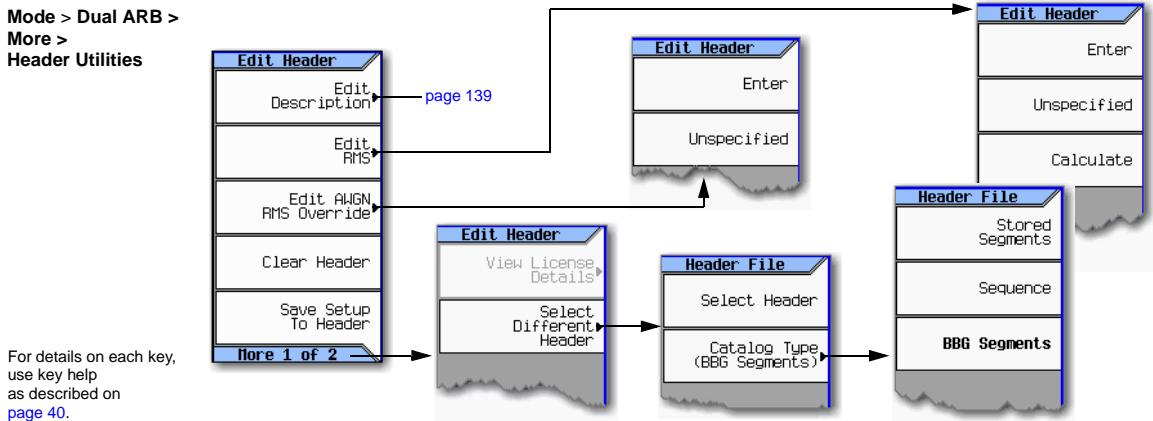 Mode > Dual ARB >
More >
Header Utilities
Edit Header
Edit
Description
page 139
Edit
RMS
Edit AWGN
RMS Override
Clear Header
Save Setup
To Header
More 1 of 2
Edit Header
Enter
Unspecified
Edit Header
Enter
Unspecified
Calculate
Edit Header
View License
Details
Select
Different
Header
Header File
Select Header
Catalog Type
(BBG Segments)
Header File
Stored
Segments
Sequence
BBG Segments
For details on each key,
use key help
as described on
page 40.